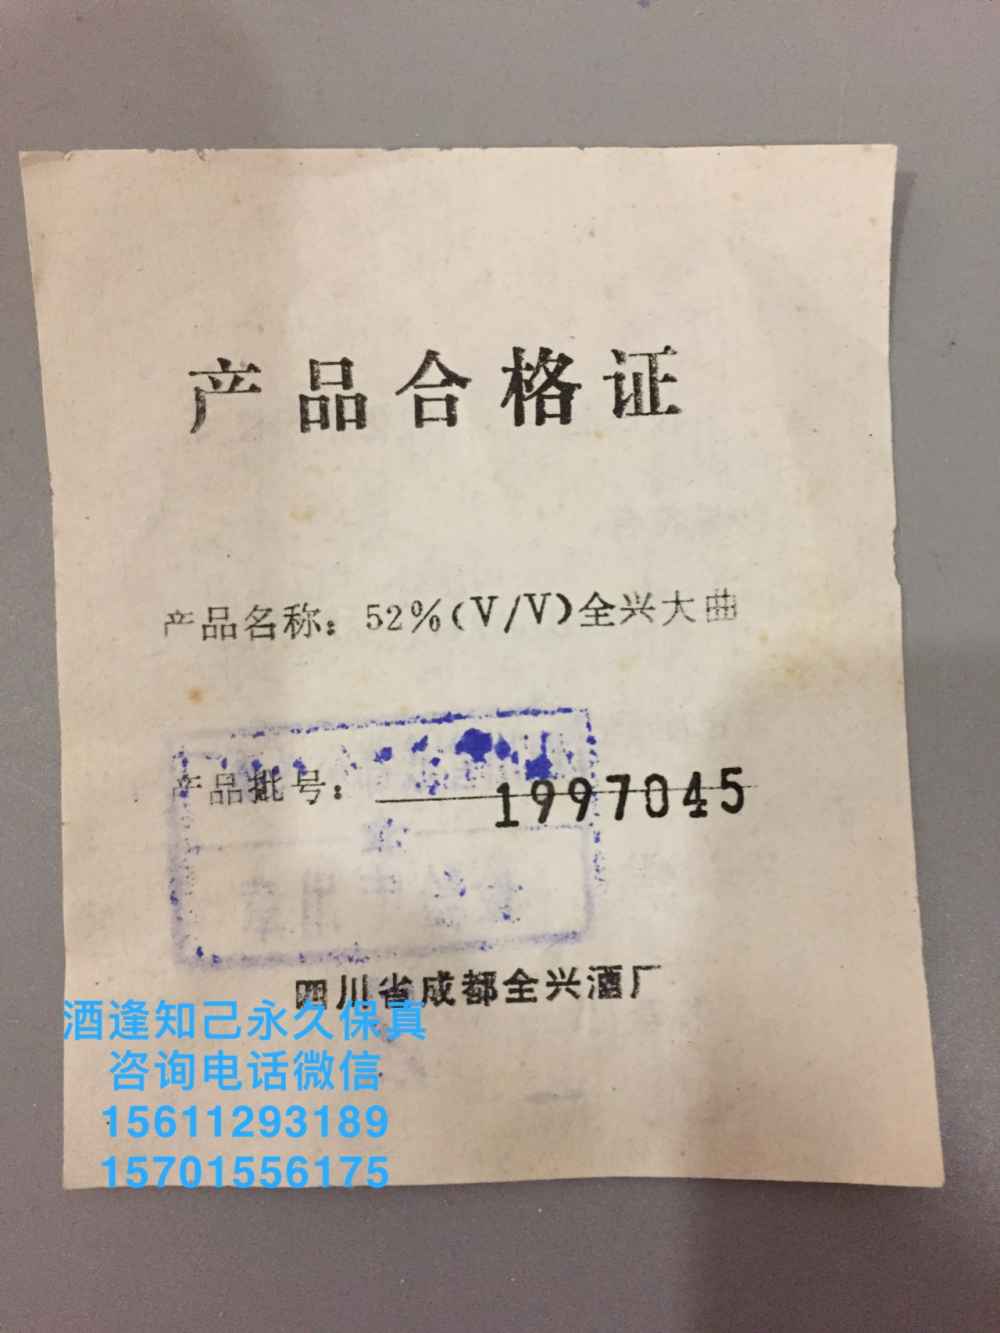 产品合格证
产品名称：52%(V/V)全兴大曲
产品批号：1997045
四川省成都全兴酒厂
酒逢知己永久保真
咨询电话微信
15611293189
15701556175